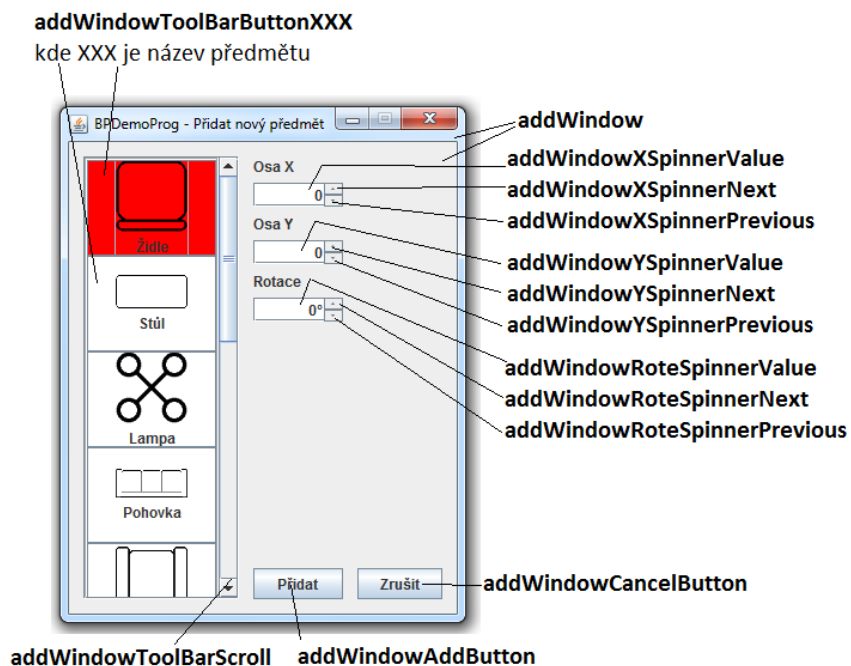 addWindowToolBarButtonXXX
kde XXX je název předmětu
BPDemoProg - Přidat nový předmět
addWindow
Osa X
addWindowXSpinnerValue
0
addWindowXSpinnerNext
addWindowXSpinnerPrevious
Židle
Osa Y
0
addWindowYSpinnerValue
addWindowYSpinnerNext
addWindowYSpinnerPrevious
Stůl
Rotace
0°
addWindowRoteSpinnerValue
addWindowRoteSpinnerNext
addWindowRoteSpinnerPrevious
Lampa
Pohovka
Přidat
Zrušit
addWindowCancelButton
addWindowToolBarScroll
addWindowAddButton